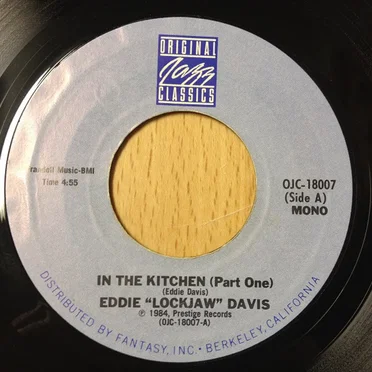 ORIGINAL
Jazz
CLASSICS
randall Music-BMI
Time 4:55
OJC-18007
(Side A)
MONO
IN THE KITCHEN (Part One)
(Eddie Davis)
EDDIE "LOCKJAW" DAVIS
℗ 1984, Prestige Records
(OJC-18007-A)
DISTRIBUTED BY FANTASY, INC · BERKELEY, CALIFORNIA